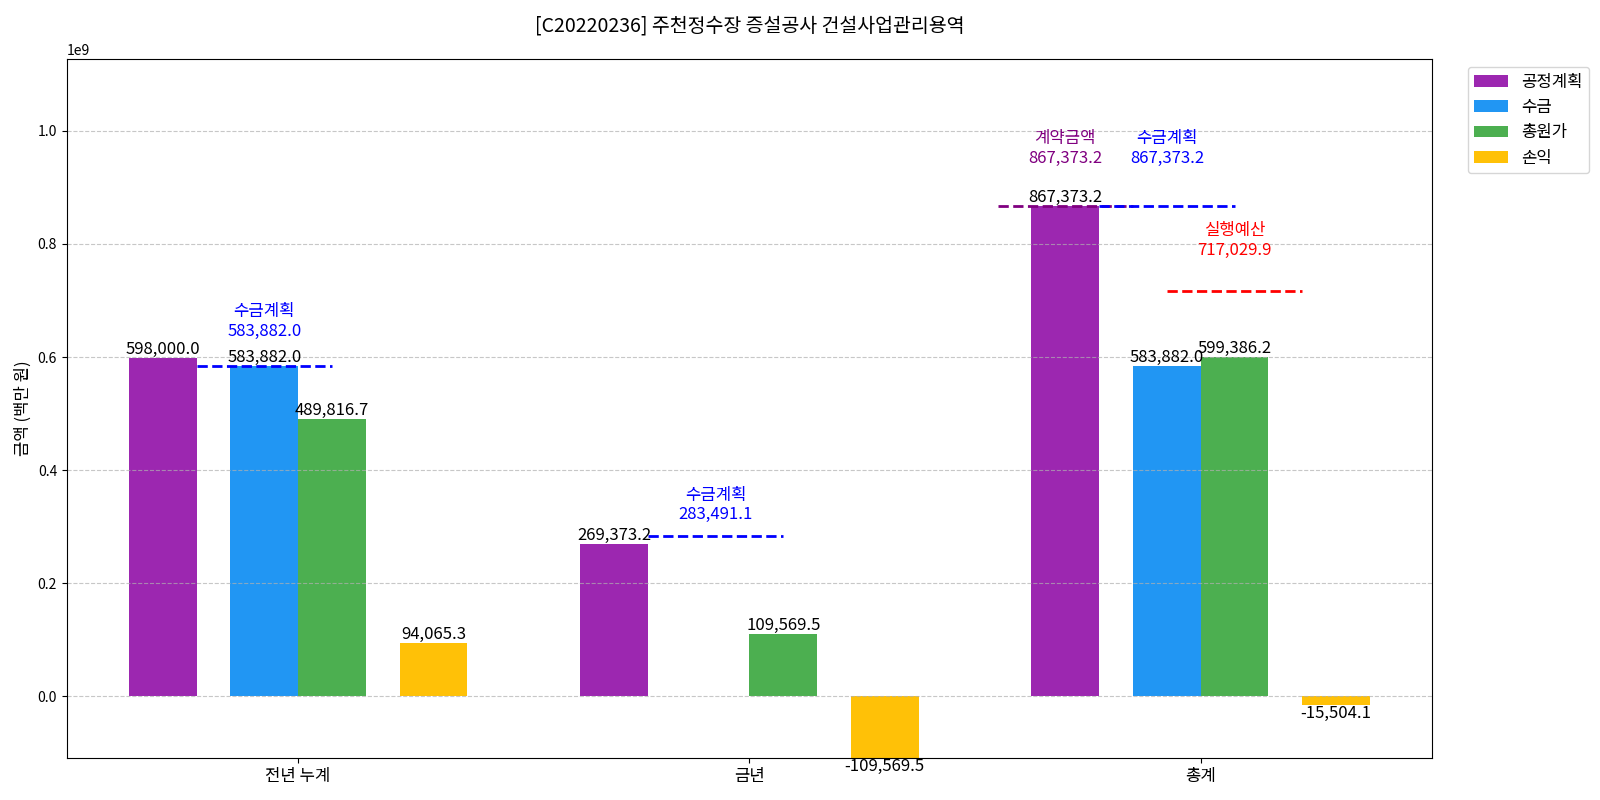 [C20220236] 주천정수장 증설공사 건설사업관리용역
1e9
금액 (백만 원)
1.0
0.8
0.6
0.4
0.2
0.0
598,000.0
수금계획
583,882.0
583,882.0
489,816.7
94,065.3
269,373.2
수금계획
283,491.1
109,569.5
-109,569.5
계약금액
867,373.2
867,373.2
수금계획
867,373.2
실행예산
717,029.9
583,882.0
599,386.2
-15,504.1
전년 누계
금년
총계
공정계획
수금
총원가
손익